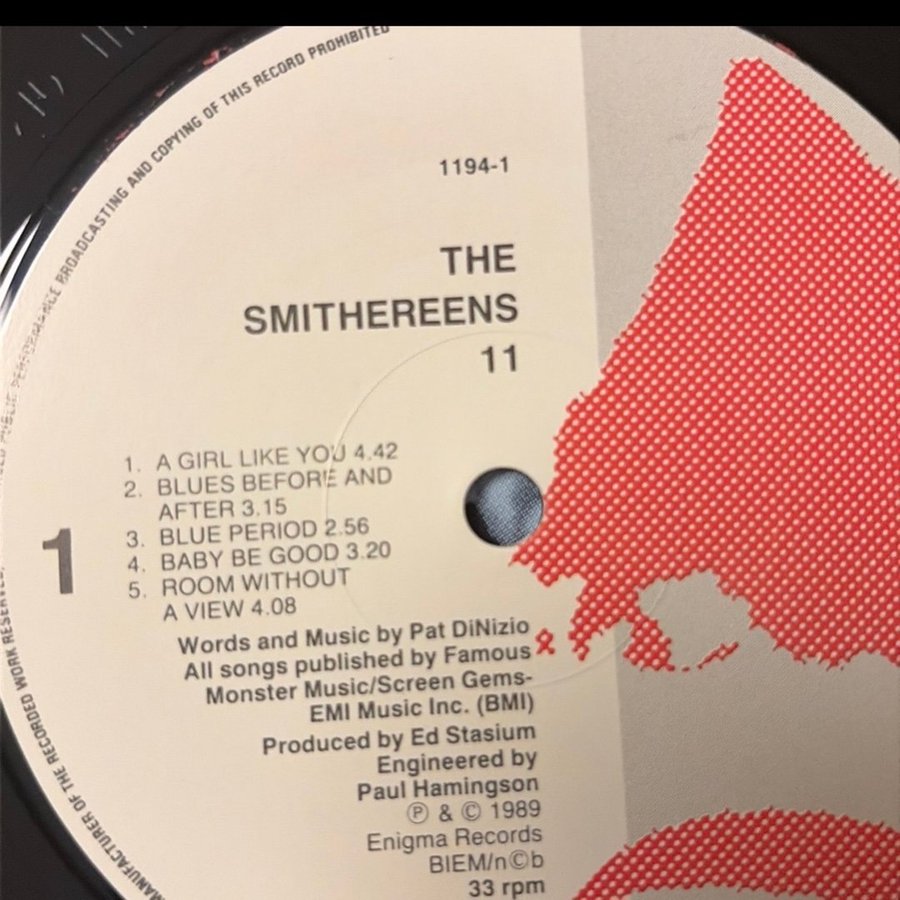 MANUFACTURER OF THE RECORDED WORK RESERVED. PUBLIC PERFORMANCE BROADCASTING AND COPYING OF THIS RECORD PROHIBITED
1194-1
THE
SMITHEREENS
11
1
1. A GIRL LIKE YOU 4.42
2. BLUES BEFORE AND
AFTER 3.15
3. BLUE PERIOD 2.56
4. BABY BE GOOD 3.20
5. ROOM WITHOUT
A VIEW 4.08
Words and Music by Pat DiNizio
All songs published by Famous
Monster Music/Screen Gems-
EMI Music Inc. (BMI)
Produced by Ed Stasium
Engineered by
Paul Hamingson
Ⓟ & © 1989
Enigma Records
BIEM/n©b
33 rpm